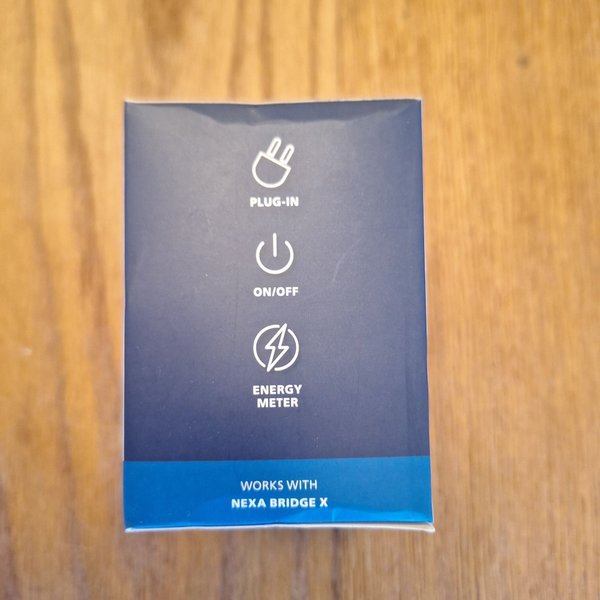 PLUG-IN
ON/OFF
ENERGY
METER
WORKS WITH
NEXA BRIDGE X